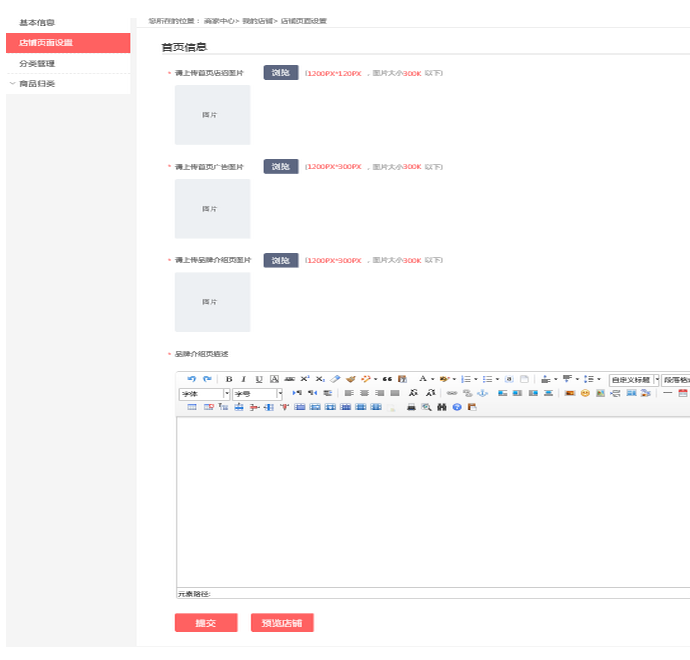 基本信息
店铺页面设置
分类管理
商品归类
您所在的位置： 商家中心> 我的店铺> 店铺页面设置
首页信息
* 请上传首页店招图片 浏览 (1200PX*120PX ，图片大小300K 以下)
图片
* 请上传首页广告图片 浏览 (1200PX*300PX ，图片大小300K 以下)
图片
* 请上传品牌介绍页图片 浏览 (1200PX*300PX ，图片大小300K 以下)
图片
* 品牌介绍页描述
自定义标题 段落格式
字体 字号
元素路径:
提交 预览店铺